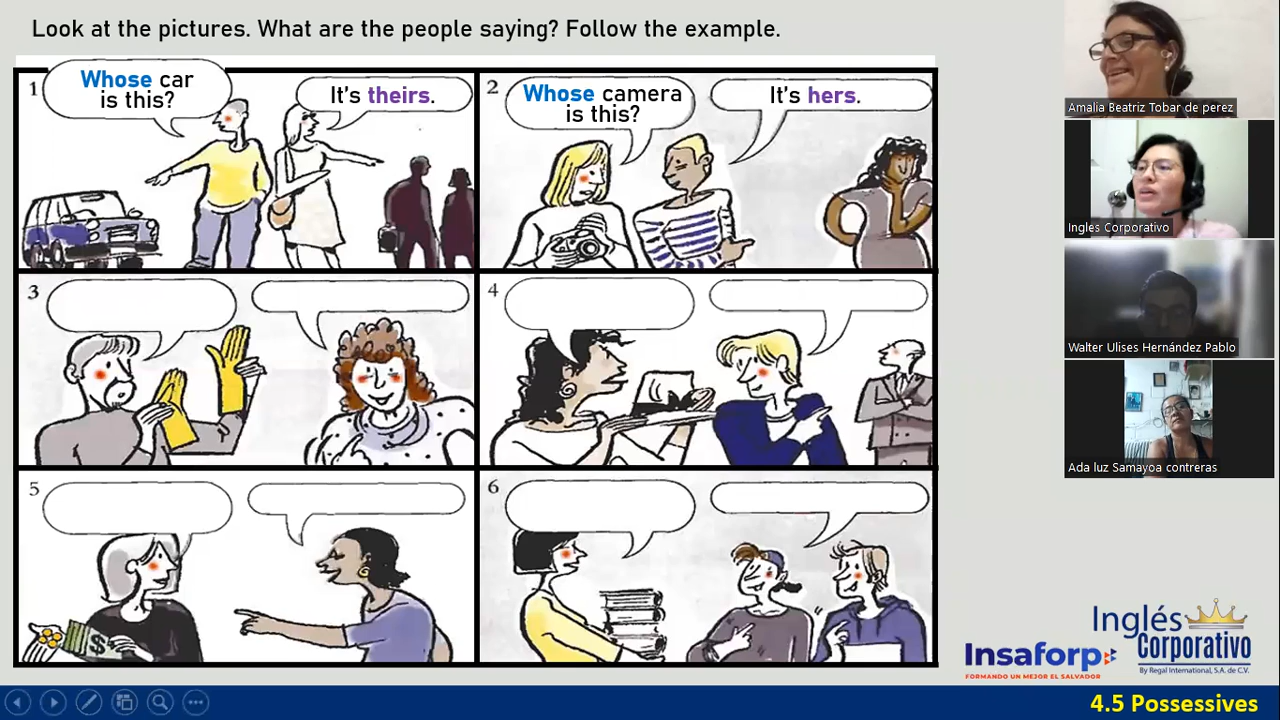 Look at the pictures. What are the people saying? Follow the example.
1
Whose car
is this?
It's theirs.
2
Whose camera
is this?
It's hers.
3
4
5
$
6
Amalia Beatriz Tobar de perez
Ingles Corporativo
Walter Ulises Hernández Pablo
Ada luz Samayoa contreras
Insaforp
FORMANDO UN MEJOR EL SALVADOR
Inglés
Corporativo
By Regal International, S.A. de C.V.
4.5 Possessives